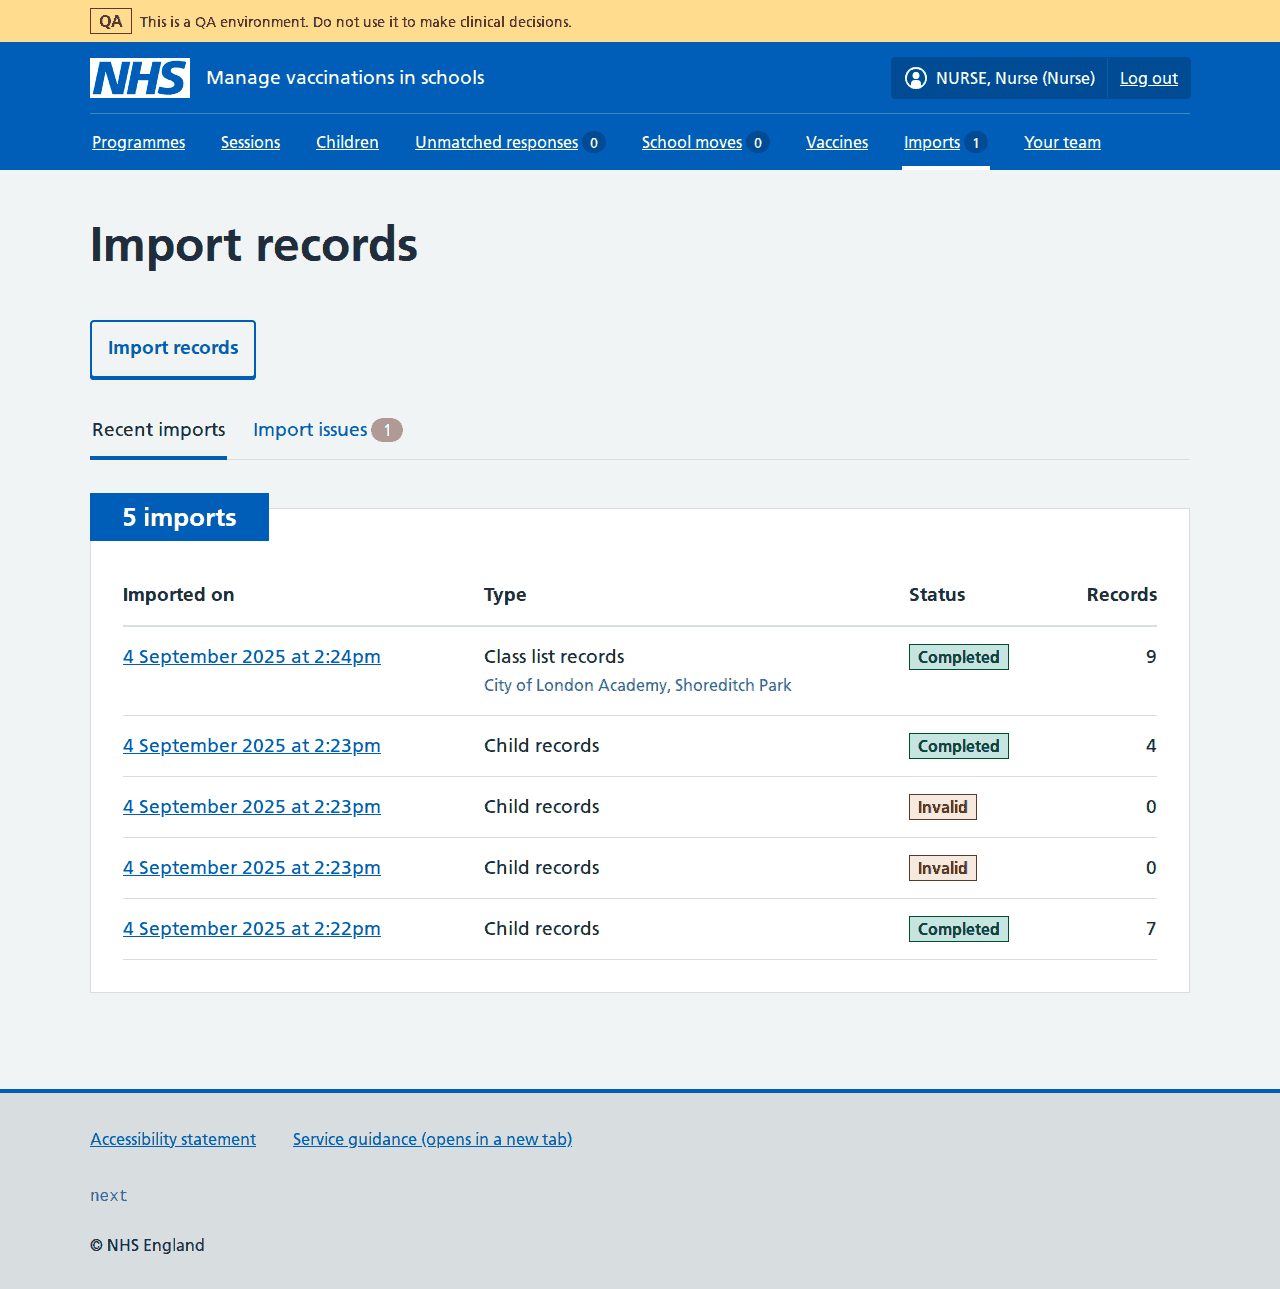 QA This is a QA environment. Do not use it to make clinical decisions.
NHS Manage vaccinations in schools NURSE, Nurse (Nurse) Log out
Programmes Sessions Children Unmatched responses 0 School moves 0 Vaccines Imports 1 Your team
Import records
Import records
Recent imports Import issues 1
5 imports
Imported on Type Status Records
4 September 2025 at 2:24pm Class list records Completed 9
City of London Academy, Shoreditch Park
4 September 2025 at 2:23pm Child records Completed 4
4 September 2025 at 2:23pm Child records Invalid 0
4 September 2025 at 2:23pm Child records Invalid 0
4 September 2025 at 2:22pm Child records Completed 7
Accessibility statement Service guidance (opens in a new tab)
next
© NHS England